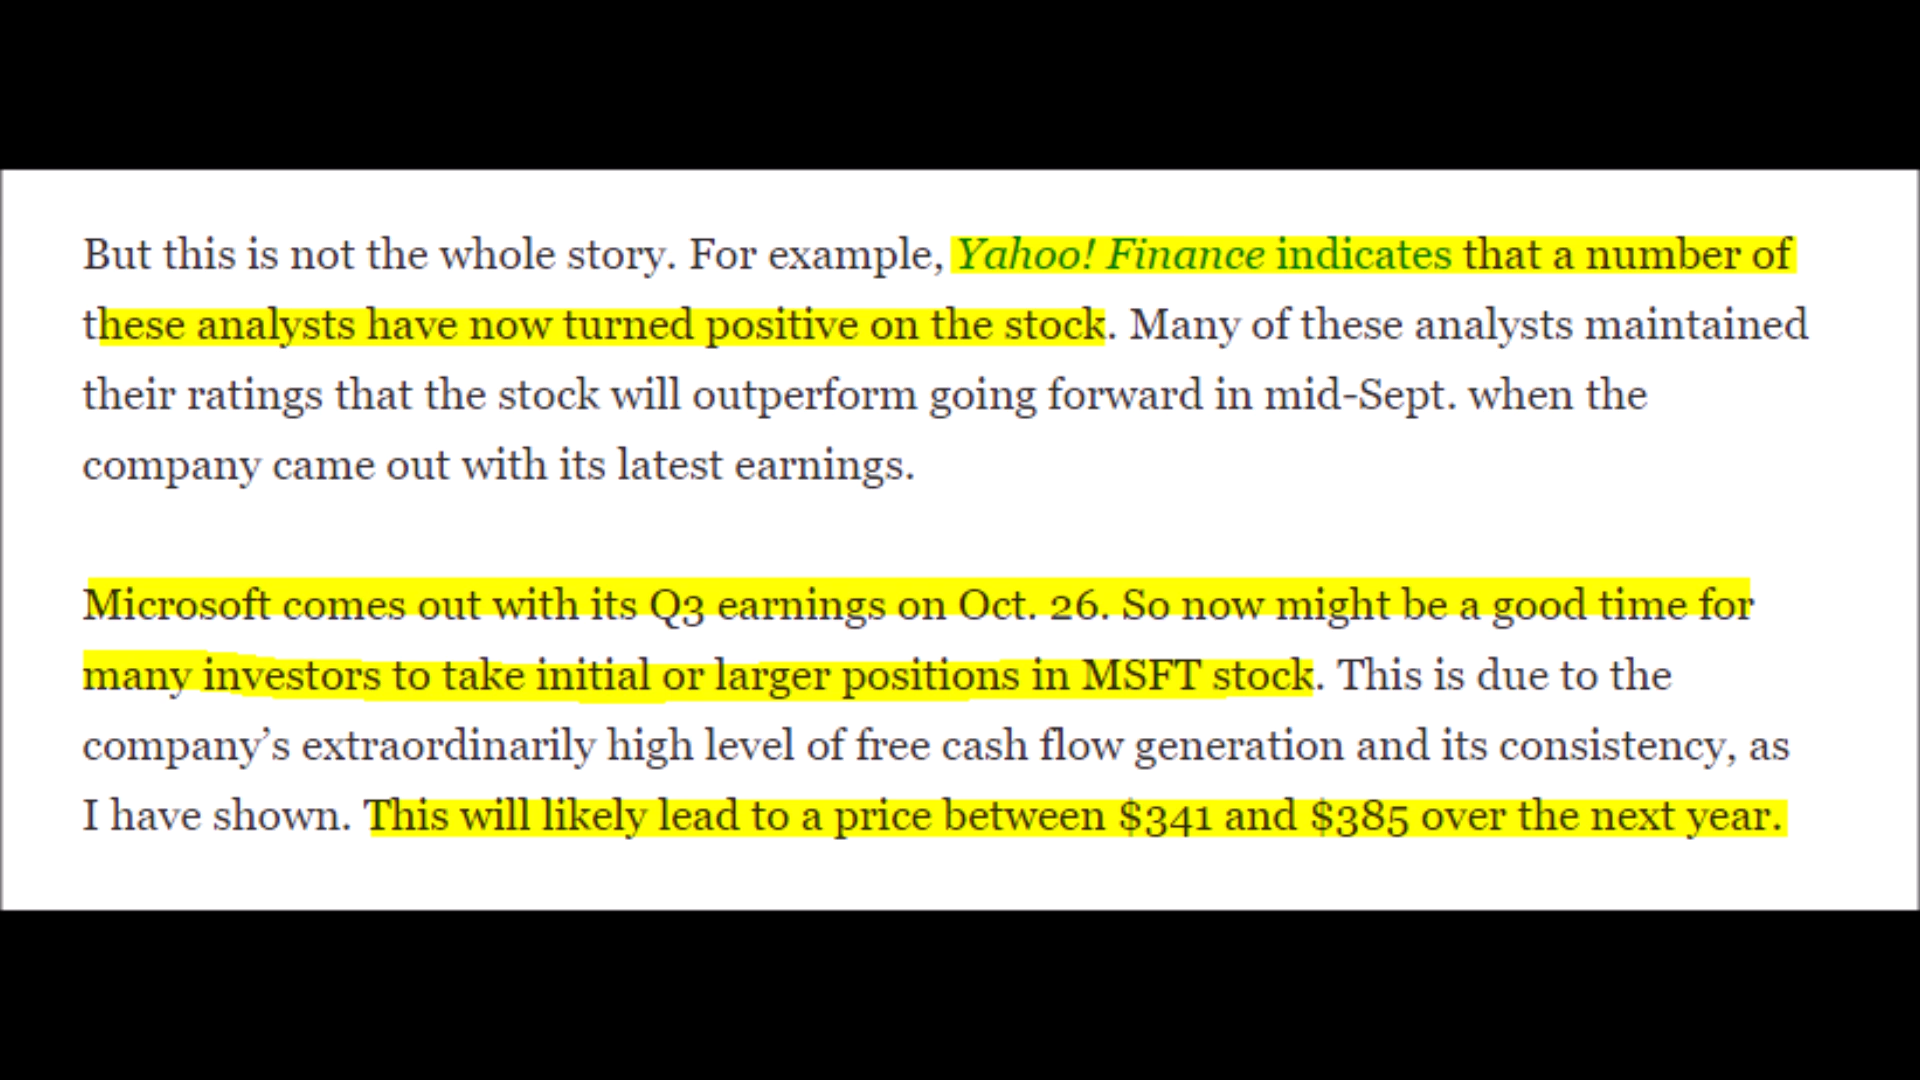 But this is not the whole story. For example, Yahoo! Finance indicates that a number of
these analysts have now turned positive on the stock. Many of these analysts maintained
their ratings that the stock will outperform going forward in mid-Sept. when the
company came out with its latest earnings.
Microsoft comes out with its Q3 earnings on Oct. 26. So now might be a good time for
many investors to take initial or larger positions in MSFT stock. This is due to the
company’s extraordinarily high level of free cash flow generation and its consistency, as
I have shown. This will likely lead to a price between $341 and $385 over the next year.